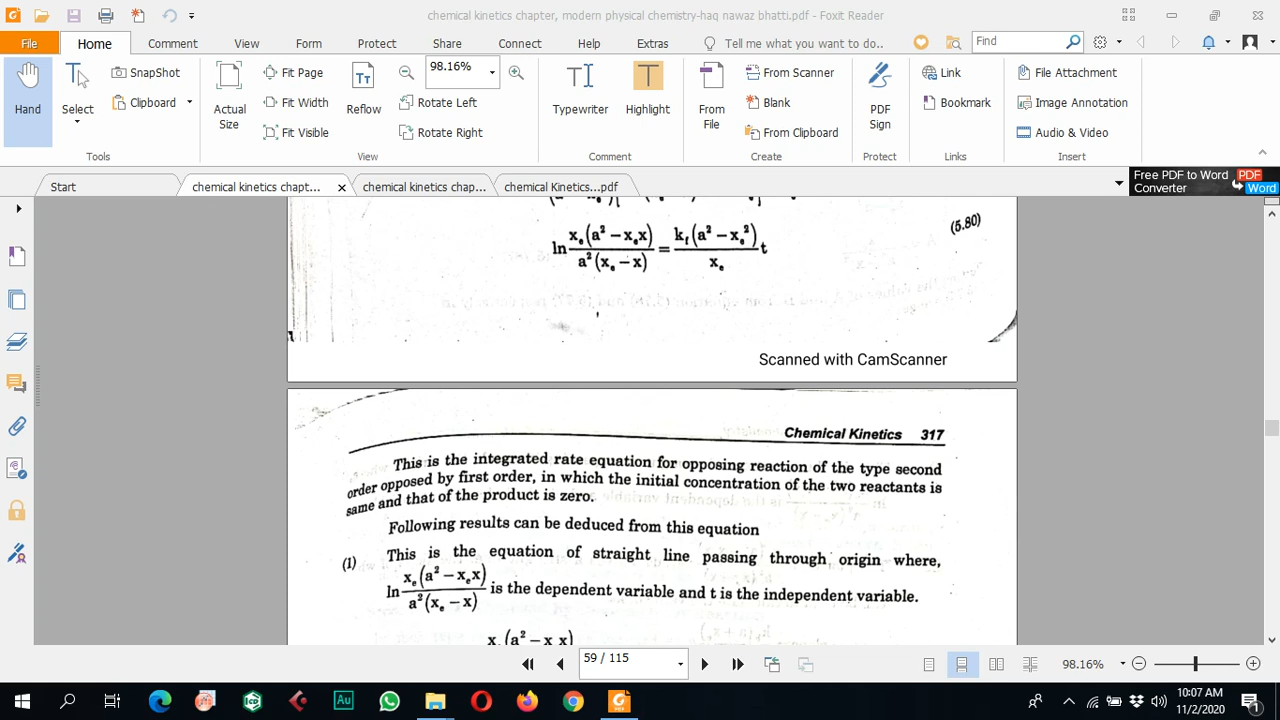 chemical kinetics chapter, modern physical chemistry-haq nawaz bhatti.pdf - Foxit Reader
File Home Comment View Form Protect Share Connect Help Extras Tell me what you want to do.. Find
Hand
Select
SnapShot
Clipboard
Tools
Actual Size
Fit Page
Fit Width
Fit Visible
Reflow
98.16%
Rotate Left
Rotate Right
View
Typewriter
Highlight
Comment
From File
From Scanner
Blank
From Clipboard
Create
PDF Sign
Protect
Link
Bookmark
Links
File Attachment
Image Annotation
Audio & Video
Insert
Start
chemical kinetics chapt...
chemical kinetics chap...
chemical Kinetics...pdf
Free PDF to Word
Converter
PDF
Word
(5.80)
ln xₑ(a² – xₑx) / a²(xₑ – x) = k_f(a² – xₑ²) / xₑ t
Scanned with CamScanner
Chemical Kinetics 317
This is the integrated rate equation for opposing reaction of the type second
order opposed by first order, in which the initial concentration of the two reactants is
same and that of the product is zero.
Following results can be deduced from this equation
(1) This is the equation of straight line passing through origin where,
ln xₑ(a² – xₑx) / a²(xₑ – x) is the dependent variable and t is the independent variable.
59 / 115
98.16%
Au
10:07 AM
11/2/2020
1